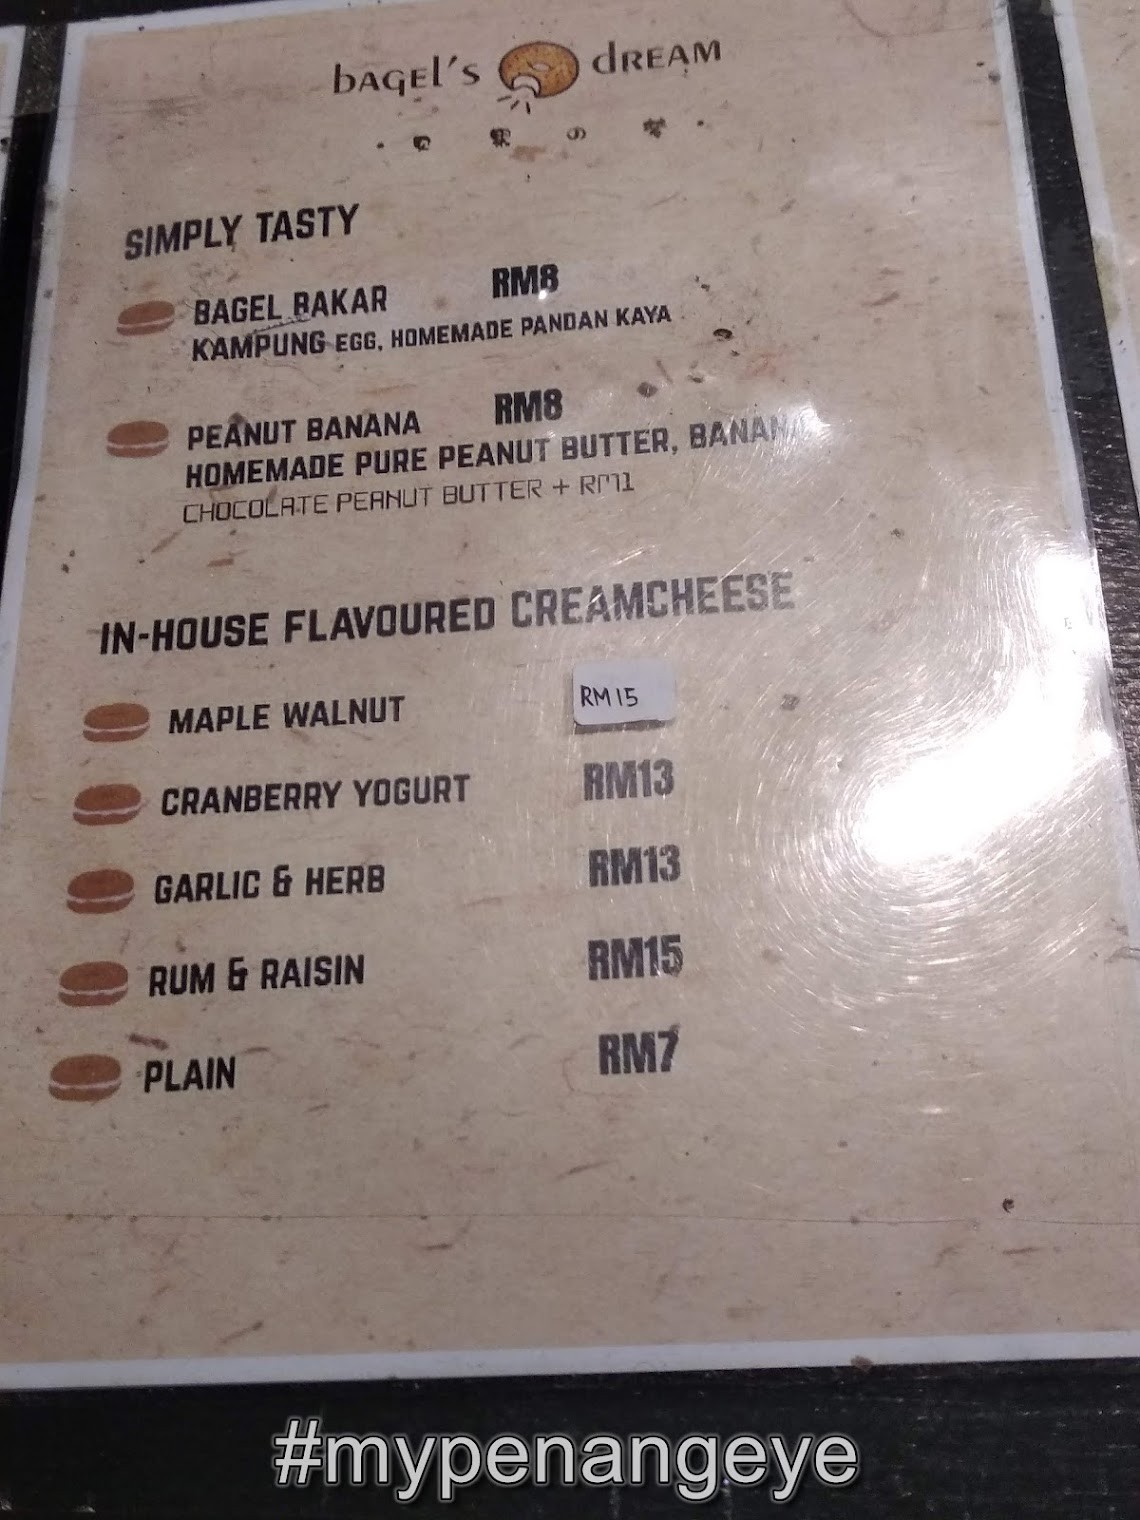 bagel's dream
の
SIMPLY TASTY
BAGEL BAKAR RM8
KAMPUNG EGG, HOMEMADE PANDAN KAYA
PEANUT BANANA RM8
HOMEMADE PURE PEANUT BUTTER, BANANA
CHOCOLATE PEANUT BUTTER + RM1
IN-HOUSE FLAVOURED CREAMCHEESE
MAPLE WALNUT RM15
CRANBERRY YOGURT RM13
GARLIC & HERB RM13
RUM & RAISIN RM15
PLAIN RM7
#mypenangeye